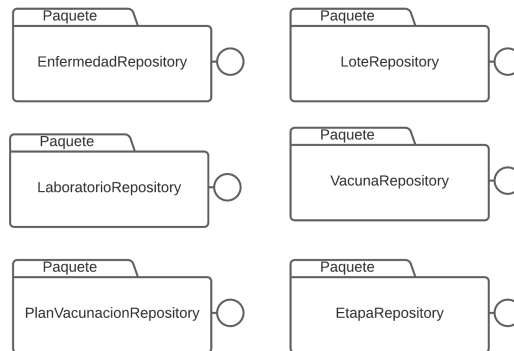 Paquete
EnfermedadRepository
Paquete
LoteRepository
Paquete
LaboratorioRepository
Paquete
VacunaRepository
Paquete
PlanVacunacionRepository
Paquete
EtapaRepository